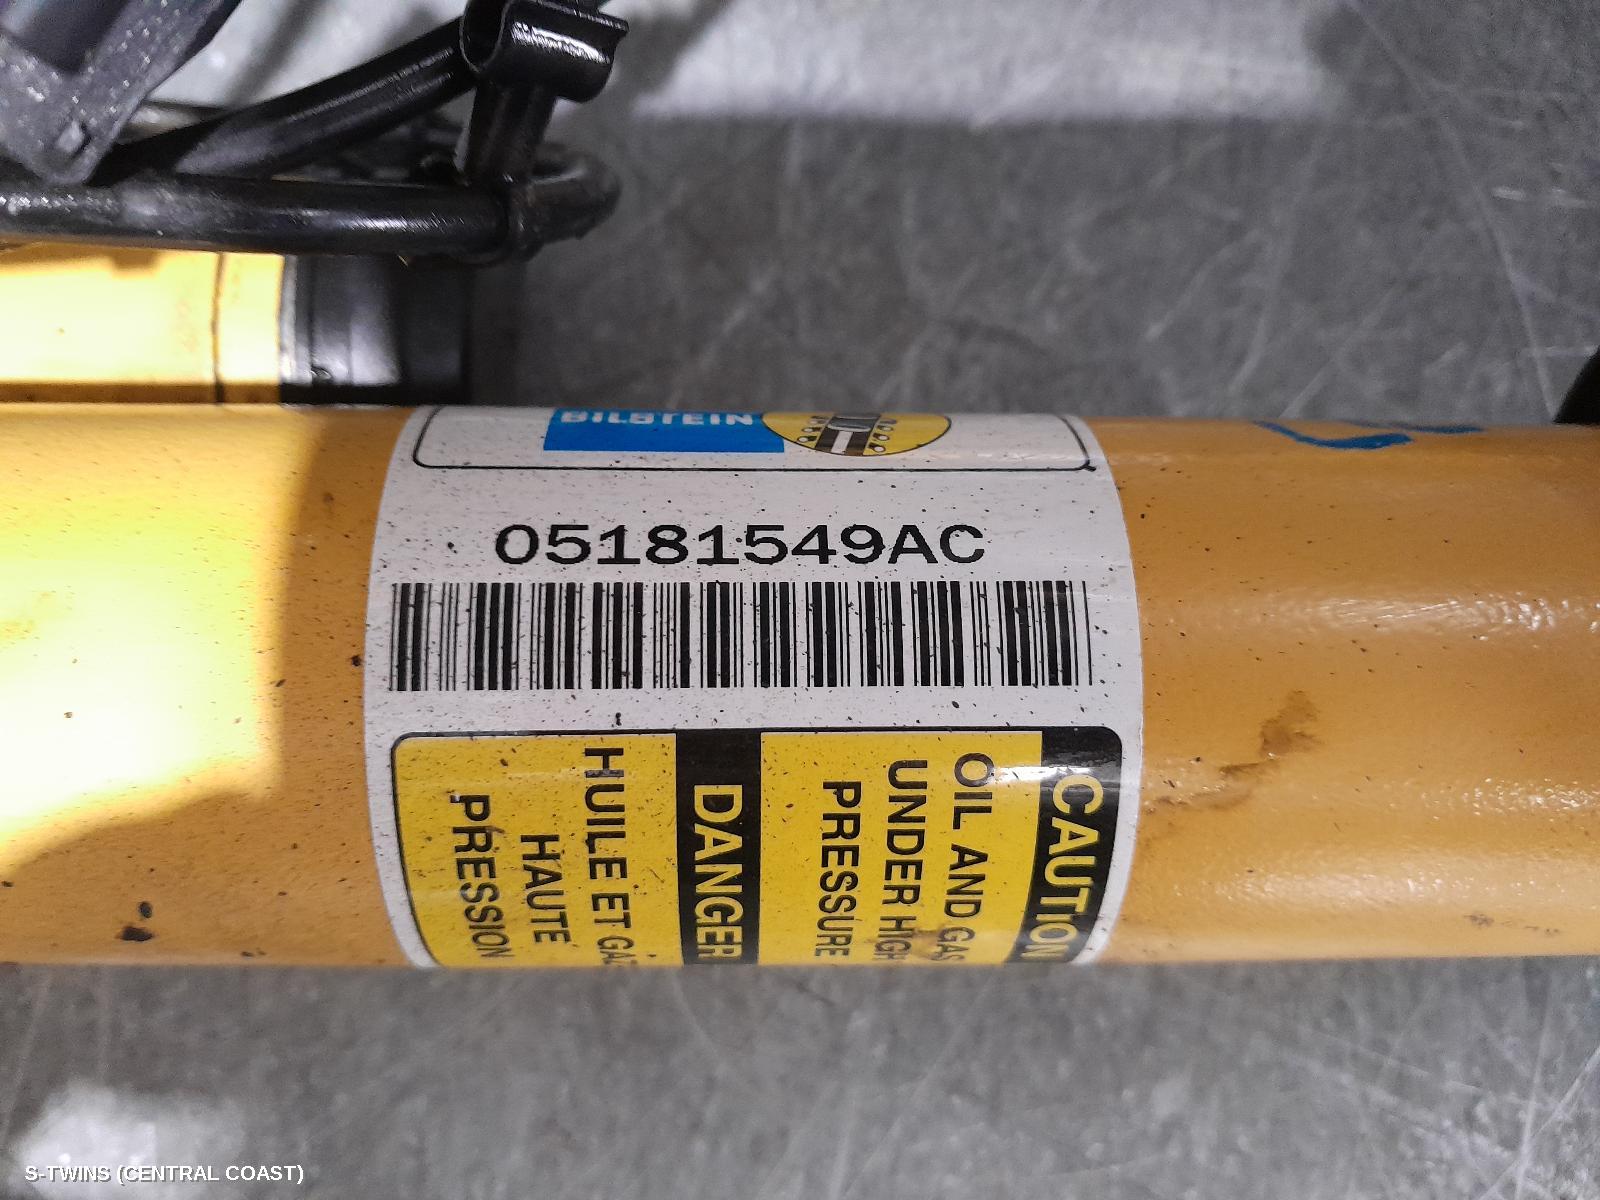 BILSTEIN
05181549AC
CAUTION
OIL AND GAS
UNDER HIGH
PRESSURE
DANGER
HUILE ET GAZ
HAUTE
PRESSION
S-TWINS (CENTRAL COAST)